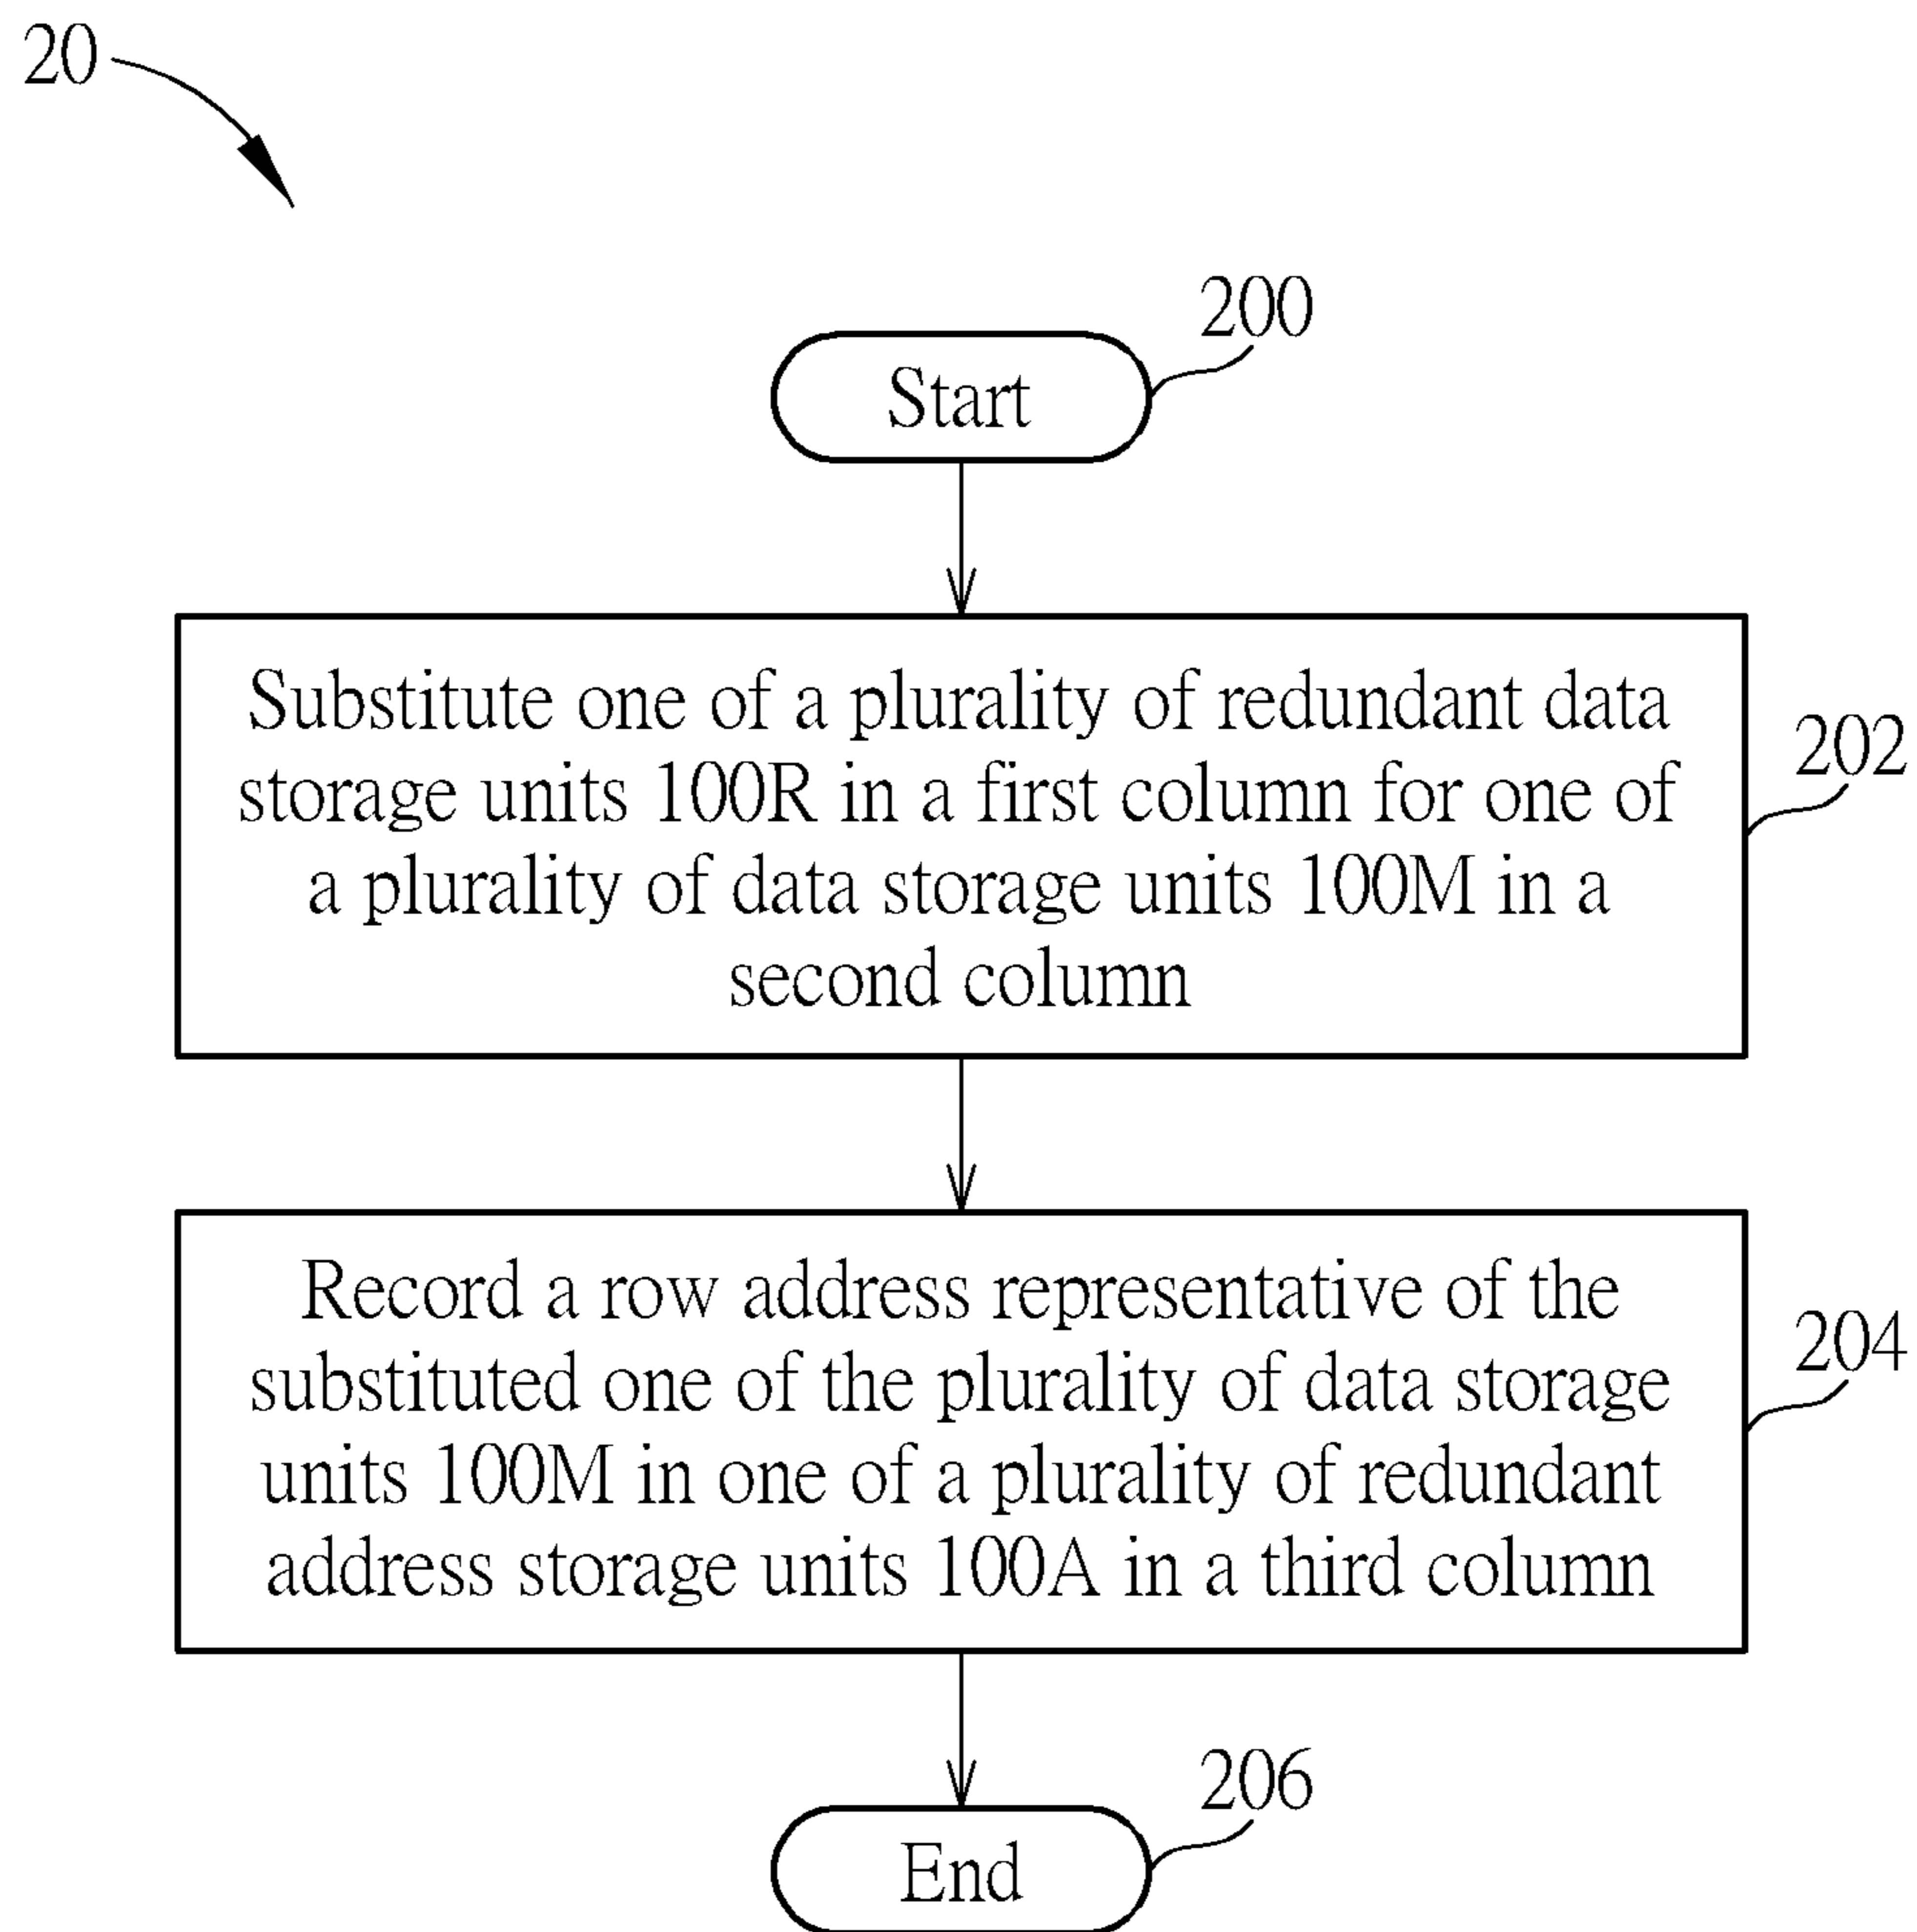 20
200
Start
Substitute one of a plurality of redundant data
storage units 100R in a first column for one of
a plurality of data storage units 100M in a
second column
202
Record a row address representative of the
substituted one of the plurality of data storage
units 100M in one of a plurality of redundant
address storage units 100A in a third column
204
206
End